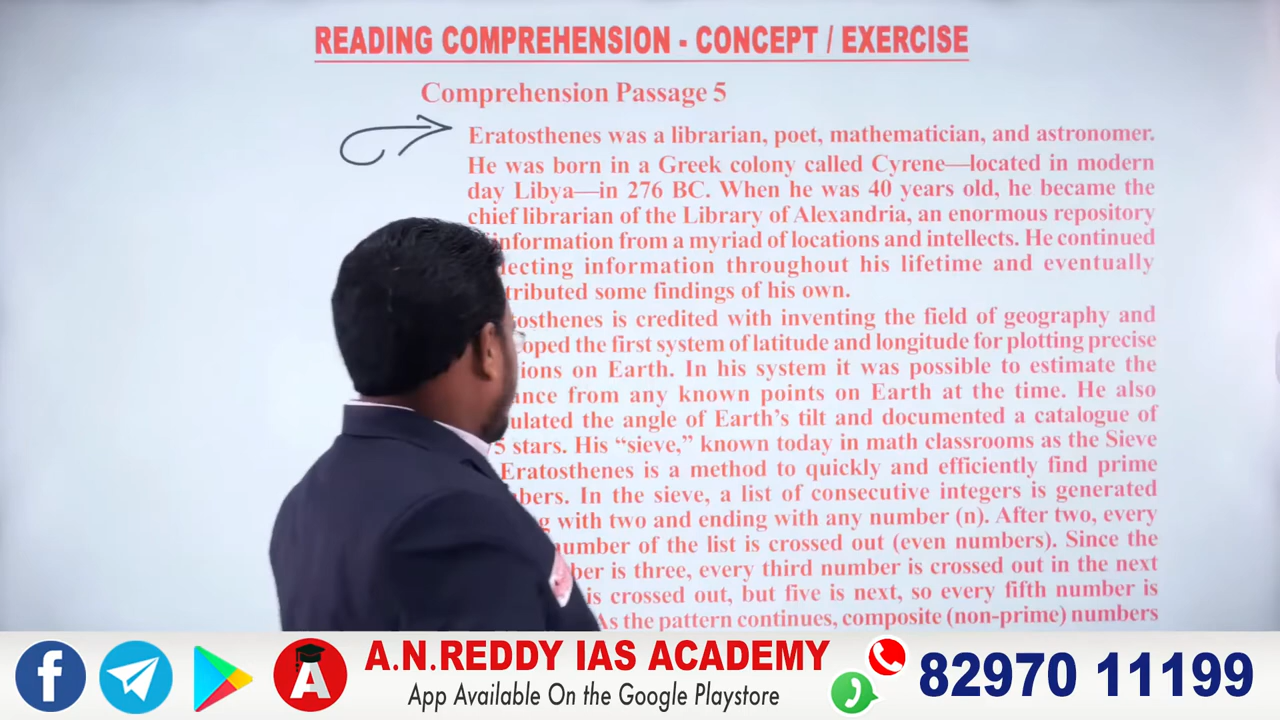 READING COMPREHENSION - CONCEPT / EXERCISE
Comprehension Passage 5
Eratosthenes was a librarian, poet, mathematician, and astronomer.
He was born in a Greek colony called Cyrene—located in modern
day Libya—in 276 BC. When he was 40 years old, he became the
chief librarian of the Library of Alexandria, an enormous repository
information from a myriad of locations and intellects. He continued
information throughout his lifetime and eventually
some findings of his own.
is credited with inventing the field of geography and
the first system of latitude and longitude for plotting precise
on Earth. In his system it was possible to estimate the
from any known points on Earth at the time. He also
the angle of Earth's tilt and documented a catalogue of
stars. His “sieve,” known today in math classrooms as the Sieve
Eratosthenes is a method to quickly and efficiently find prime
In the sieve, a list of consecutive integers is generated
with two and ending with any number (n). After two, every
number of the list is crossed out (even numbers). Since the
is three, every third number is crossed out in the next
is crossed out, but five is next, so every fifth number is
As the pattern continues, composite (non-prime) numbers
A.N.REDDY IAS ACADEMY
App Available On the Google Playstore
82970 11199